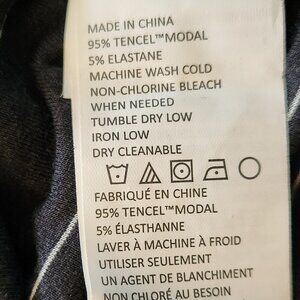 MADE IN CHINA
95% TENCEL™MODAL
5% ELASTANE
MACHINE WASH COLD
NON-CHLORINE BLEACH
WHEN NEEDED
TUMBLE DRY LOW
IRON LOW
DRY CLEANABLE
FABRIQUÉ EN CHINE
95% TENCEL™MODAL
5% ÉLASTHANNE
LAVER À MACHINE À FROID
UTILISER SEULEMENT
UN AGENT DE BLANCHIMENT
NON CHLORÉ AU BESOIN